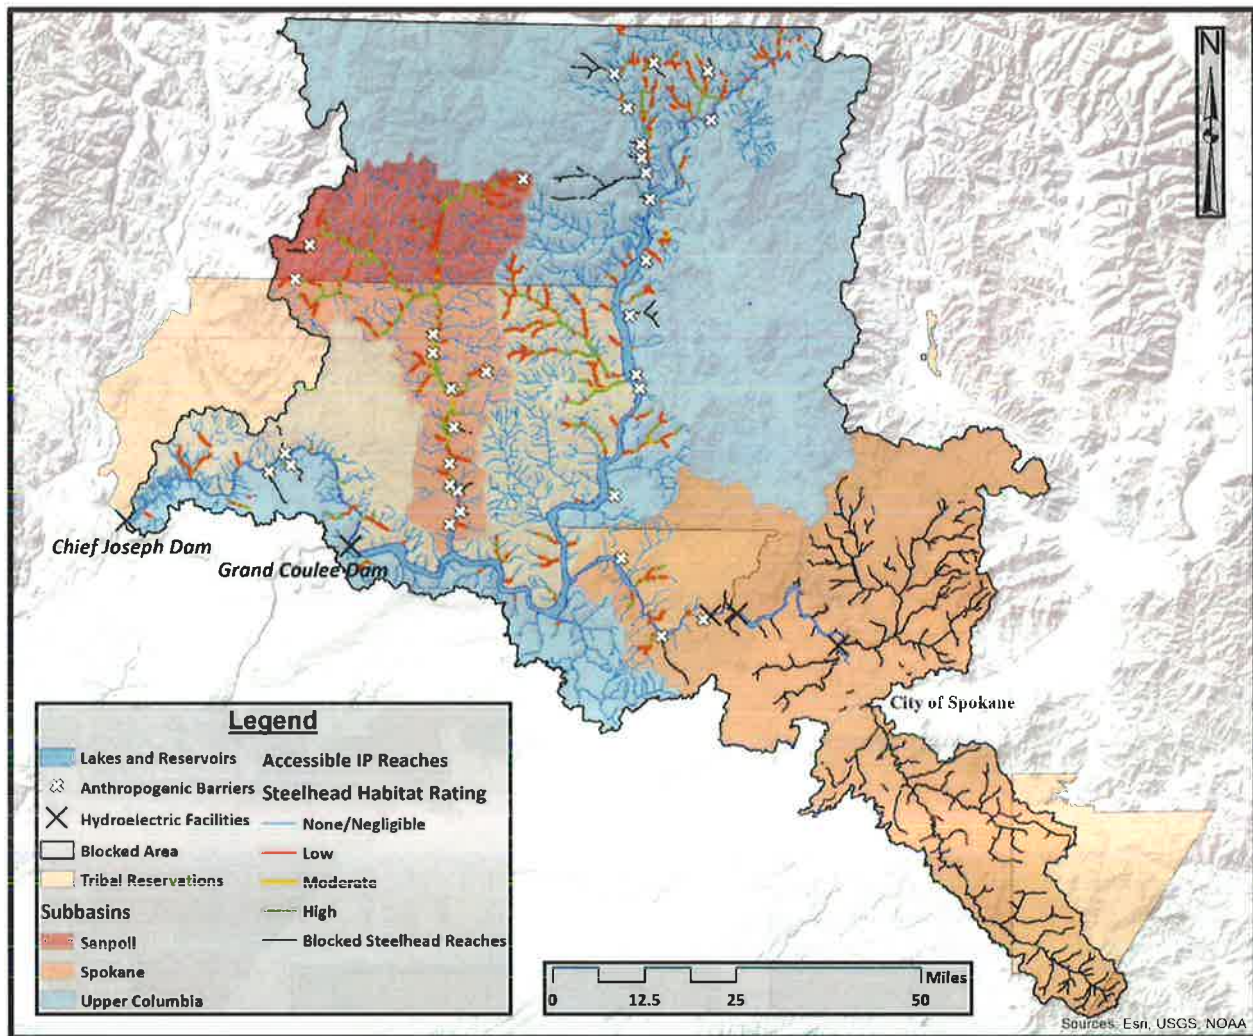 N
Chief Joseph Dam
Grand Coulee Dam
City of Spokane
Legend
Lakes and Reservoirs
Anthropogenic Barriers
Hydroelectric Facilities
Blocked Area
Tribal Reservations
Subbasins
Sanpoil
Spokane
Upper Columbia
Accessible IP Reaches
Steelhead Habitat Rating
None/Negligible
Low
Moderate
High
Blocked Steelhead Reaches
Miles
0 12.5 25 50
Sources: Esri, USGS, NOAA